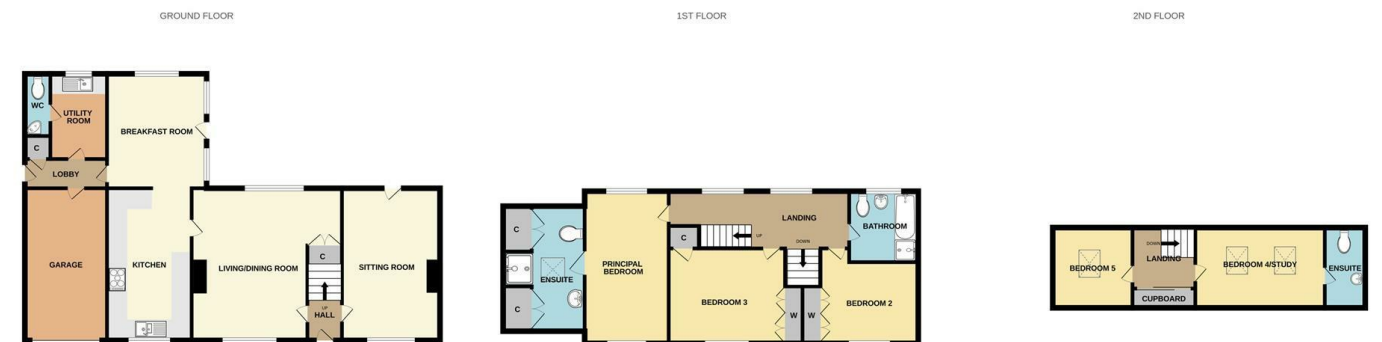 GROUND FLOOR
WC
UTILITY
ROOM
C
LOBBY
BREAKFAST ROOM
GARAGE
KITCHEN
LIVING/DINING ROOM
C
UP
HALL
SITTING ROOM
1ST FLOOR
C
C
ENSUITE
PRINCIPAL
BEDROOM
C
UP
LANDING
DOWN
BATHROOM
BEDROOM 3
W
W
BEDROOM 2
2ND FLOOR
BEDROOM 5
DOWN
LANDING
CUPBOARD
BEDROOM 4/STUDY
ENSUITE